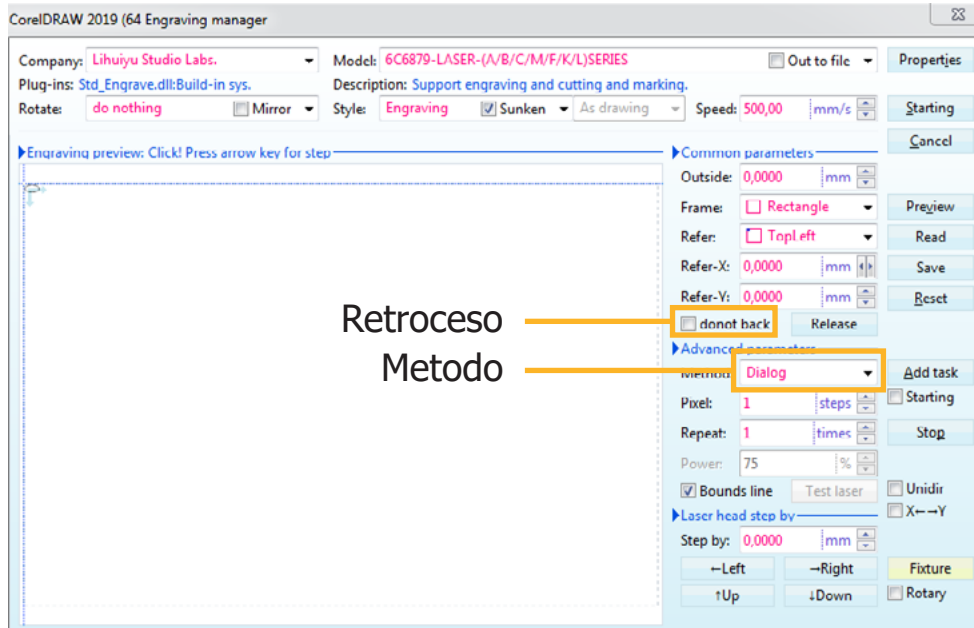 CorelDRAW 2019 (64 Engraving manager
Company: Lihuiyu Studio Labs. Model: 6C6879-LASER-(A/B/C/M/F/K/L)SERIES Out to file Properties
Plug-ins: Std_Engrave.dll:Build-in sys. Description: Support engraving and cutting and marking.
Rotate: do nothing Mirror Style: Engraving Sunken As drawing Speed: 500,00 mm/s Starting
Cancel
Engraving preview: Click! Press arrow key for step Common parameters
Outside: 0,0000 mm
Frame: Rectangle Preview
Refer: TopLeft Read
Refer-X: 0,0000 mm Save
Refer-Y: 0,0000 mm Reset
Retroceso donot back Release
Advanced parameters
Metodo Method: Dialog Add task
Pixel: 1 steps Starting
Repeat: 1 times Stop
Power: 75 %
Bounds line Test laser Unidir
X←→Y
Laser head step by
Step by: 0,0000 mm
←Left →Right Fixture
↑Up ↓Down Rotary